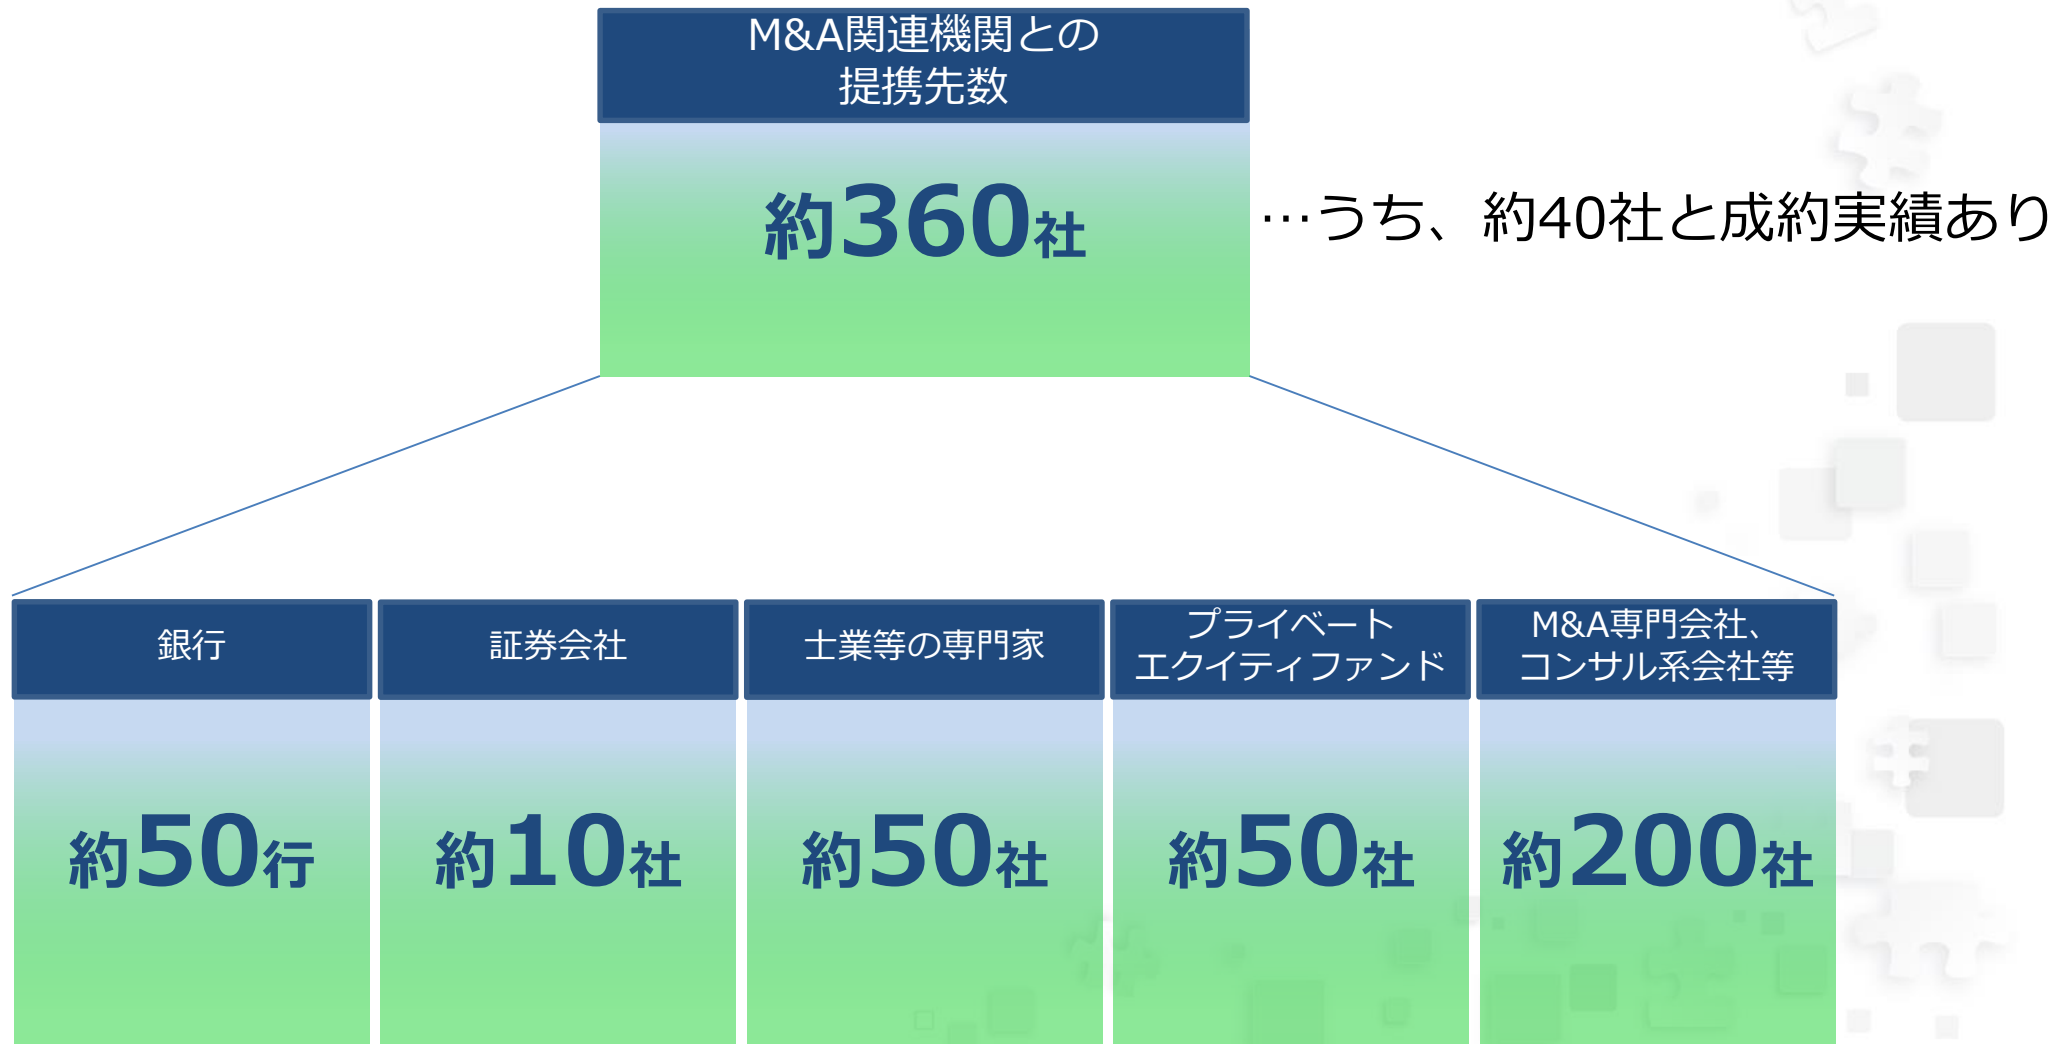 M&A関連機関との
提携先数
約360社
…うち、約40社と成約実績あり
銀行
証券会社
士業等の専門家
プライベート
エクイティファンド
M&A専門会社、
コンサル系会社等
約50行
約10社
約50社
約50社
約200社